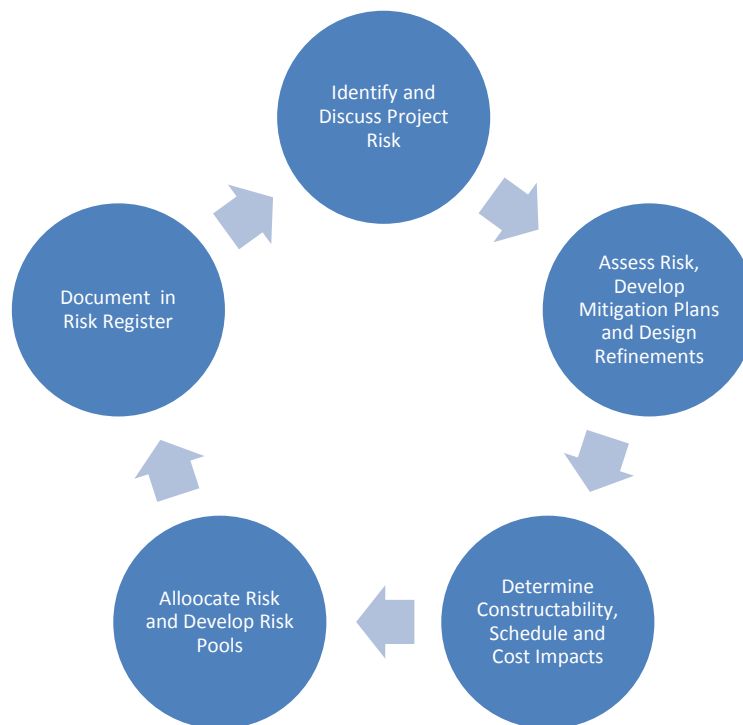 Identify and
Discuss Project
Risk
Assess Risk,
Develop
Mitigation Plans
and Design
Refinements
Determine
Constructability,
Schedule and
Cost Impacts
Alloocate Risk
and Develop Risk
Pools
Document in
Risk Register